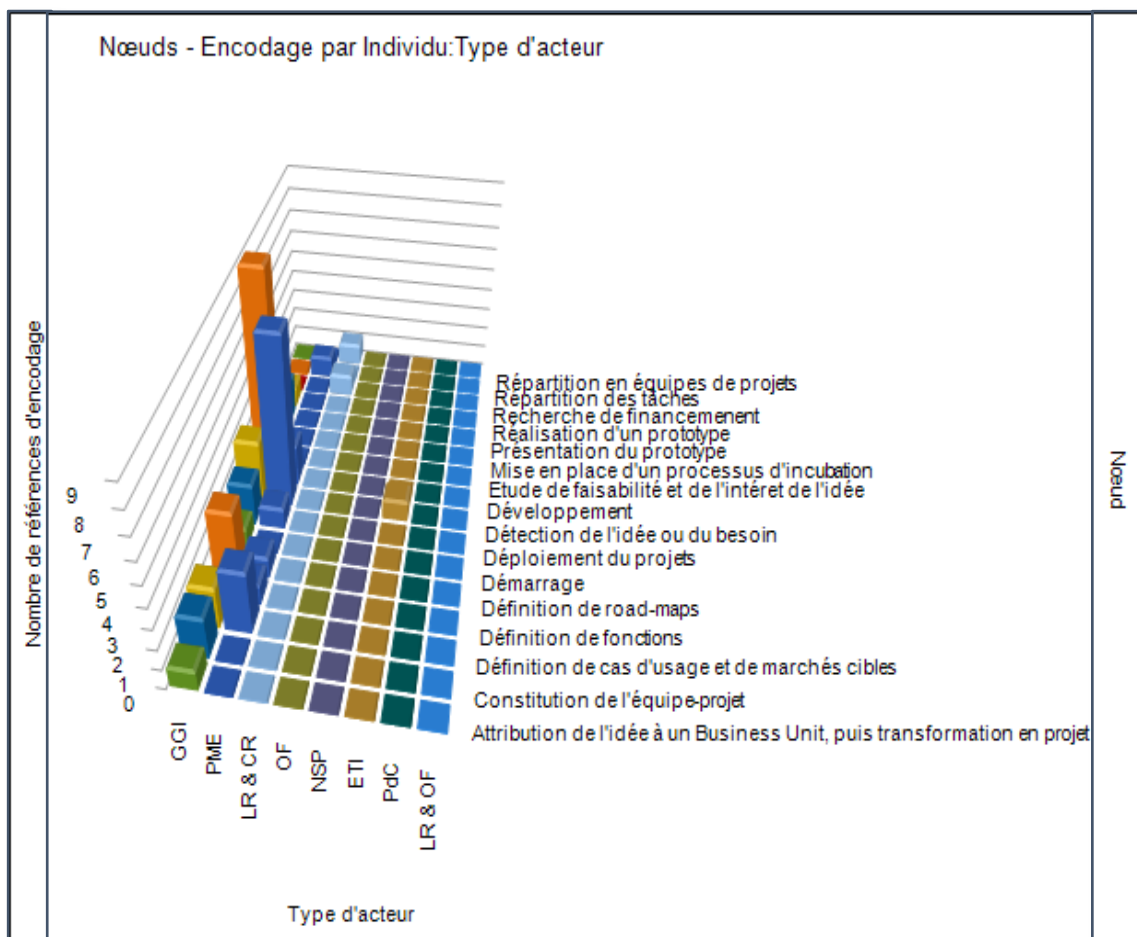 Nœuds - Encodage par Individu:Type d'acteur
Nombre de références d'encodage
9
8
7
6
5
4
3
2
1
0
Répartition en équipes de projets
Répartition des tâches
Recherche de financemenent
Réalisation d'un prototype
Présentation du prototype
Mise en place d'un processus d'incubation
Etude de faisabilité et de l'intéret de l'idée
Développement
Détection de l'idée ou du besoin
Déploiement du projets
Démarrage
Définition de road-maps
Définition de fonctions
Définition de cas d'usage et de marchés cibles
Constitution de l'équipe-projet
Attribution de l'idée à un Business Unit, puis transformation en projet
Nœud
GGI
PME
LR & CR
OF
NSP
ETI
PdC
LR & OF
Type d'acteur